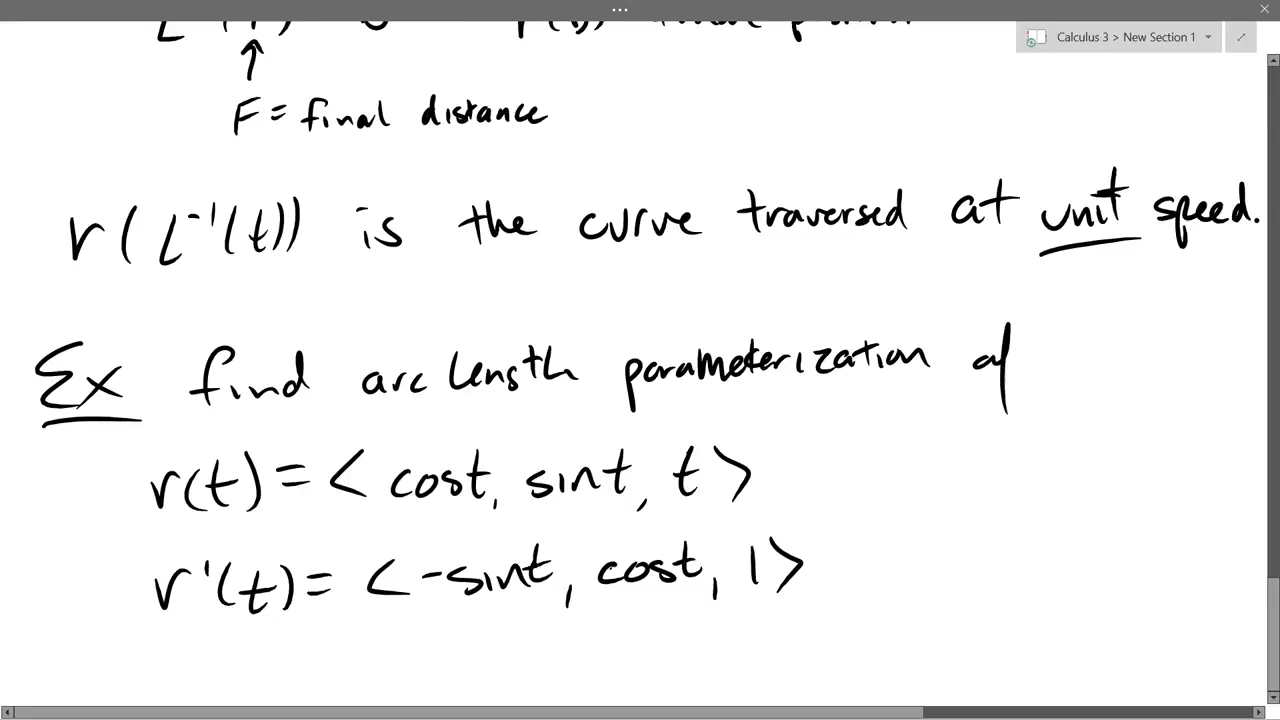 Calculus 3 > New Section 1
F = final distance
r(L⁻¹(t)) is the curve traversed at unit speed.
Ex find arc length parameterization of
r(t) = < cost, sint, t >
r'(t) = < -sint, cost, 1 >